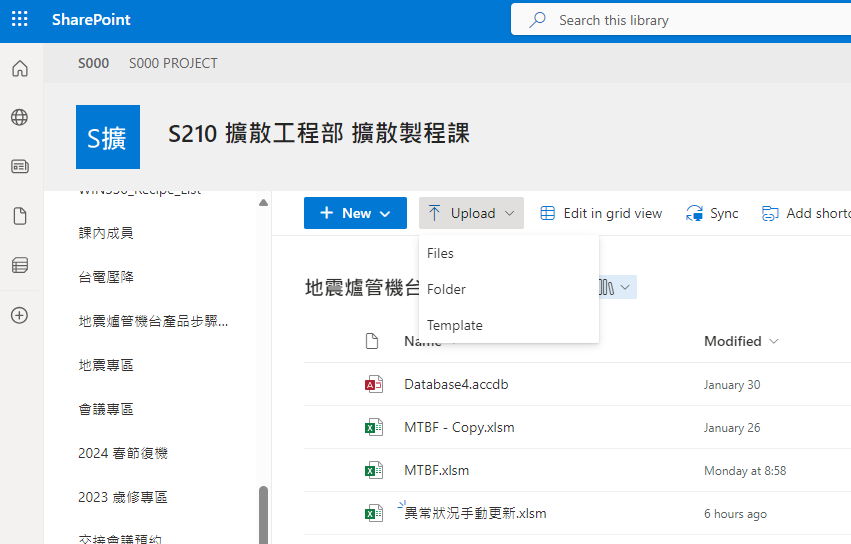 SharePoint
Search this library
S000 S000 PROJECT
S擴
S210 擴散工程部 擴散製程課
WIN550_Recipe_List
New Upload Edit in grid view Sync Add shortc
課內成員
Files
台電壓降
地震爐管機台
Folder
地震爐管機台產品步驟...
Template
Name Modified
地震專區
Database4.accdb January 30
會議專區
MTBF - Copy.xlsm January 26
2024 春節復機
MTBF.xlsm Monday at 8:58
2023 歲修專區
異常狀況手動更新.xlsm 6 hours ago
交接會議預約